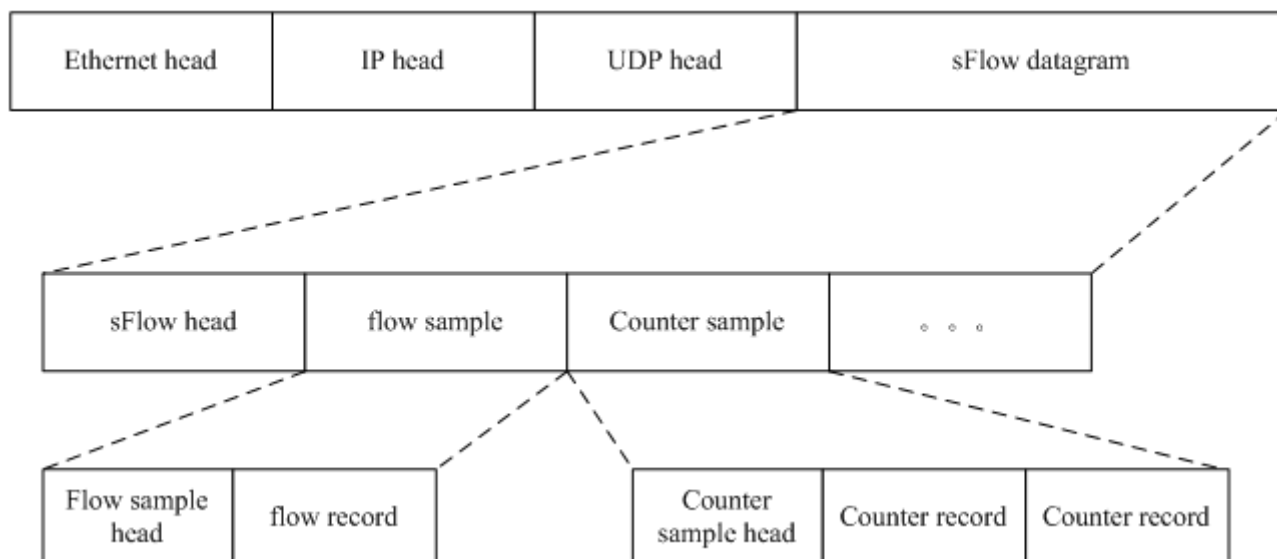 Ethernet head
IP head
UDP head
sFlow datagram
sFlow head
flow sample
Counter sample
Flow sample
head
flow record
Counter
sample head
Counter record
Counter record